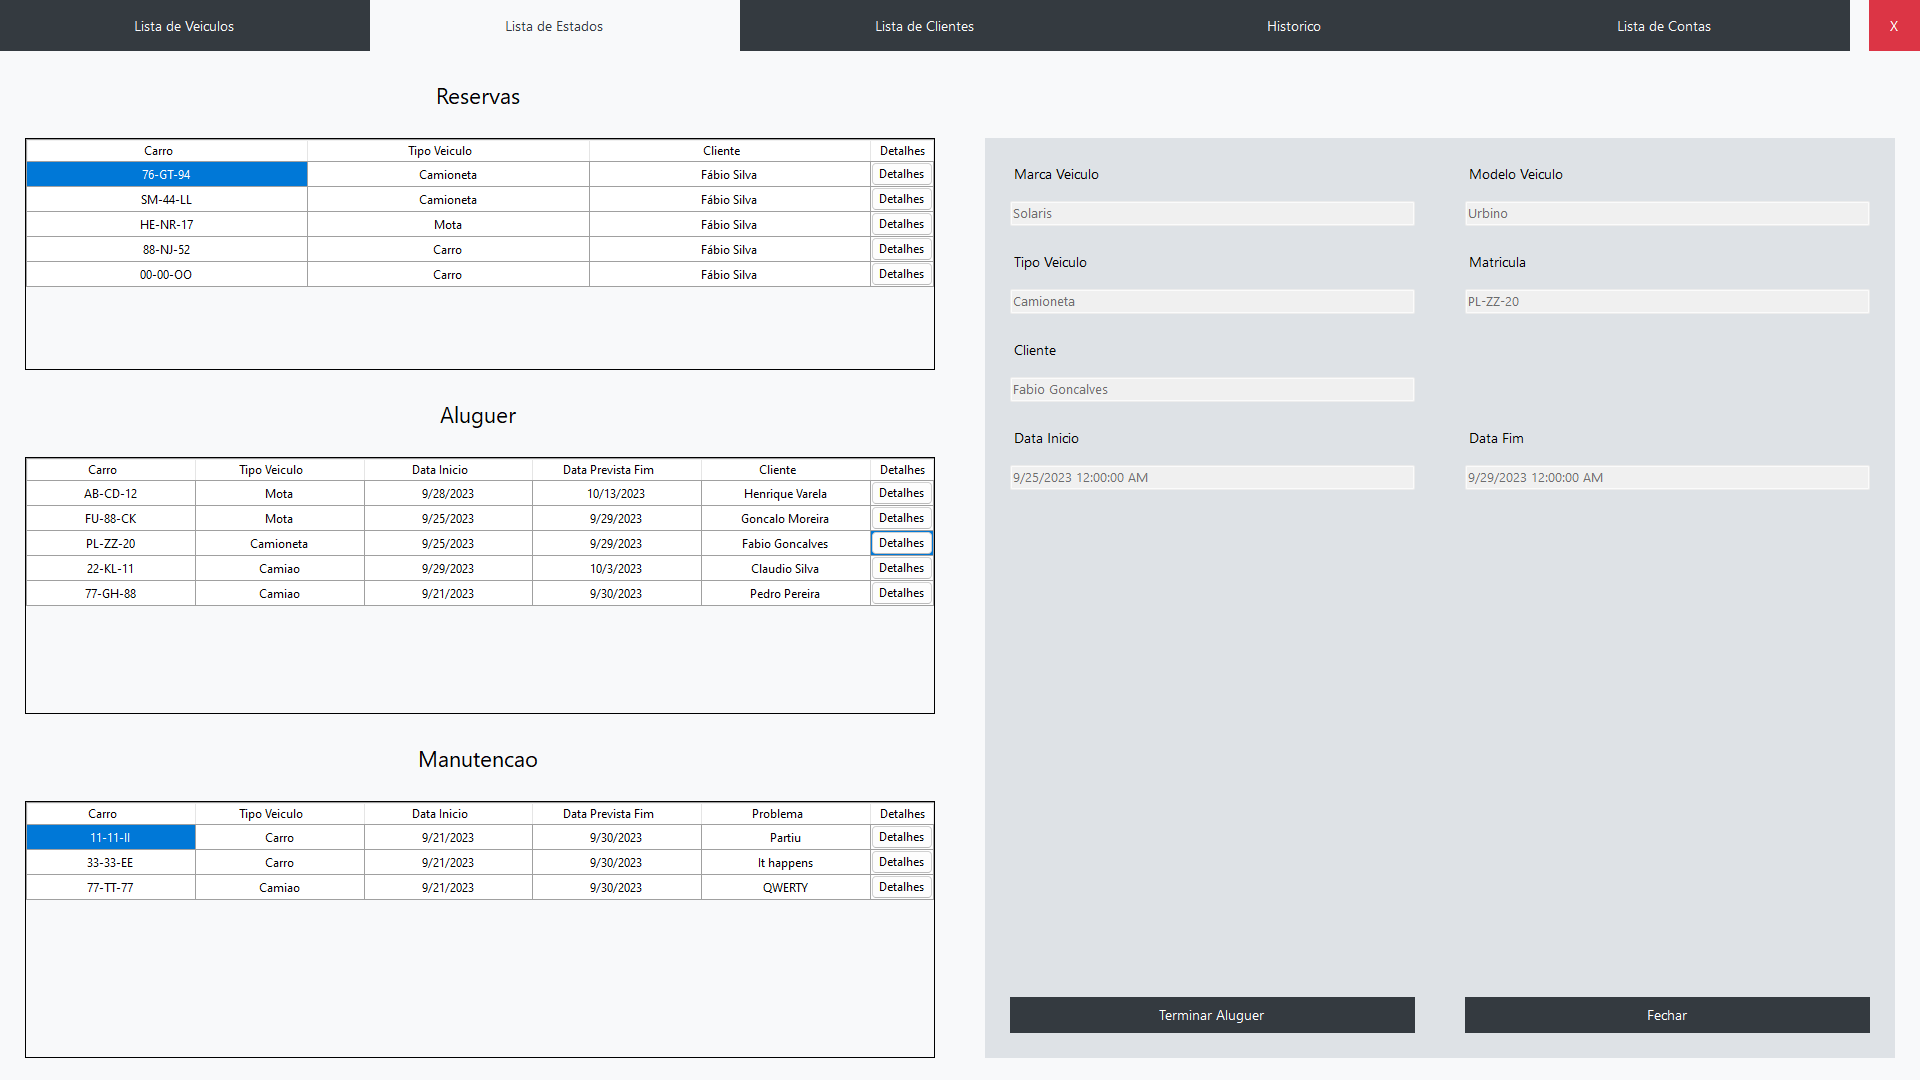 Lista de Veiculos Lista de Estados Lista de Clientes Historico Lista de Contas X
Reservas
Carro Tipo Veiculo Cliente Detalhes
76-GT-94 Camioneta Fábio Silva Detalhes
SM-44-LL Camioneta Fábio Silva Detalhes
HE-NR-17 Mota Fábio Silva Detalhes
88-NJ-52 Carro Fábio Silva Detalhes
00-00-OO Carro Fábio Silva Detalhes
Aluguer
Carro Tipo Veiculo Data Inicio Data Prevista Fim Cliente Detalhes
AB-CD-12 Mota 9/28/2023 10/13/2023 Henrique Varela Detalhes
FU-88-CK Mota 9/25/2023 9/29/2023 Goncalo Moreira Detalhes
PL-ZZ-20 Camioneta 9/25/2023 9/29/2023 Fabio Goncalves Detalhes
22-KL-11 Camiao 9/29/2023 10/3/2023 Claudio Silva Detalhes
77-GH-88 Camiao 9/21/2023 9/30/2023 Pedro Pereira Detalhes
Manutencao
Carro Tipo Veiculo Data Inicio Data Prevista Fim Problema Detalhes
11-11-II Carro 9/21/2023 9/30/2023 Partiu Detalhes
33-33-EE Carro 9/21/2023 9/30/2023 It happens Detalhes
77-TT-77 Camiao 9/21/2023 9/30/2023 QWERTY Detalhes
Marca Veiculo Modelo Veiculo
Solaris Urbino
Tipo Veiculo Matricula
Camioneta PL-ZZ-20
Cliente
Fabio Goncalves
Data Inicio Data Fim
9/25/2023 12:00:00 AM 9/29/2023 12:00:00 AM
Terminar Aluguer Fechar